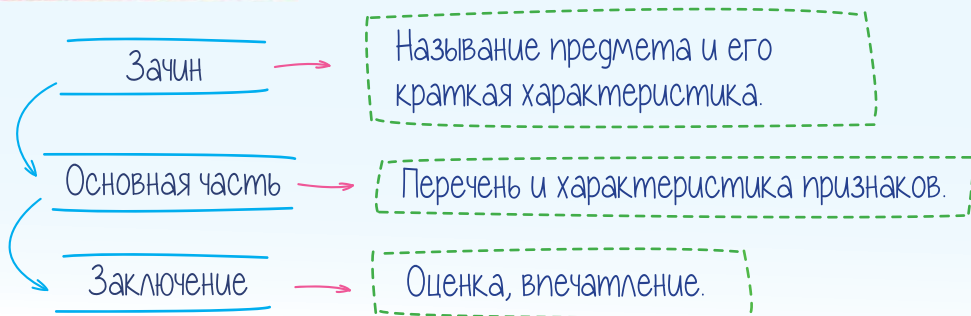 Зачин
Называние предмета и его
краткая характеристика.
Основная часть
Перечень и характеристика признаков.
Заключение
Оценка, впечатление.